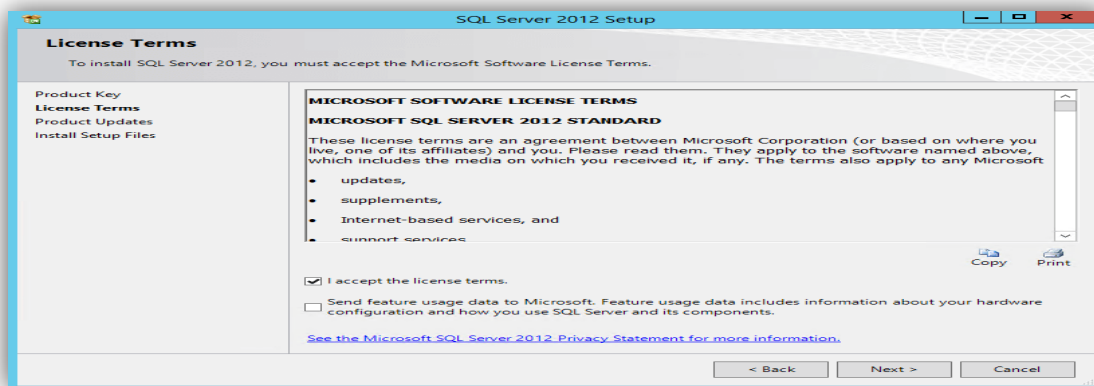 SQL Server 2012 Setup
License Terms
To install SQL Server 2012, you must accept the Microsoft Software License Terms.
Product Key
License Terms
Product Updates
Install Setup Files
MICROSOFT SOFTWARE LICENSE TERMS
MICROSOFT SQL SERVER 2012 STANDARD
These license terms are an agreement between Microsoft Corporation (or based on where you
live, one of its affiliates) and you. Please read them. They apply to the software named above,
which includes the media on which you received it, if any. The terms also apply to any Microsoft
• updates,
• supplements,
• Internet-based services, and
• support services
Copy Print
I accept the license terms.
Send feature usage data to Microsoft. Feature usage data includes information about your hardware
configuration and how you use SQL Server and its components.
See the Microsoft SQL Server 2012 Privacy Statement for more information.
< Back Next > Cancel